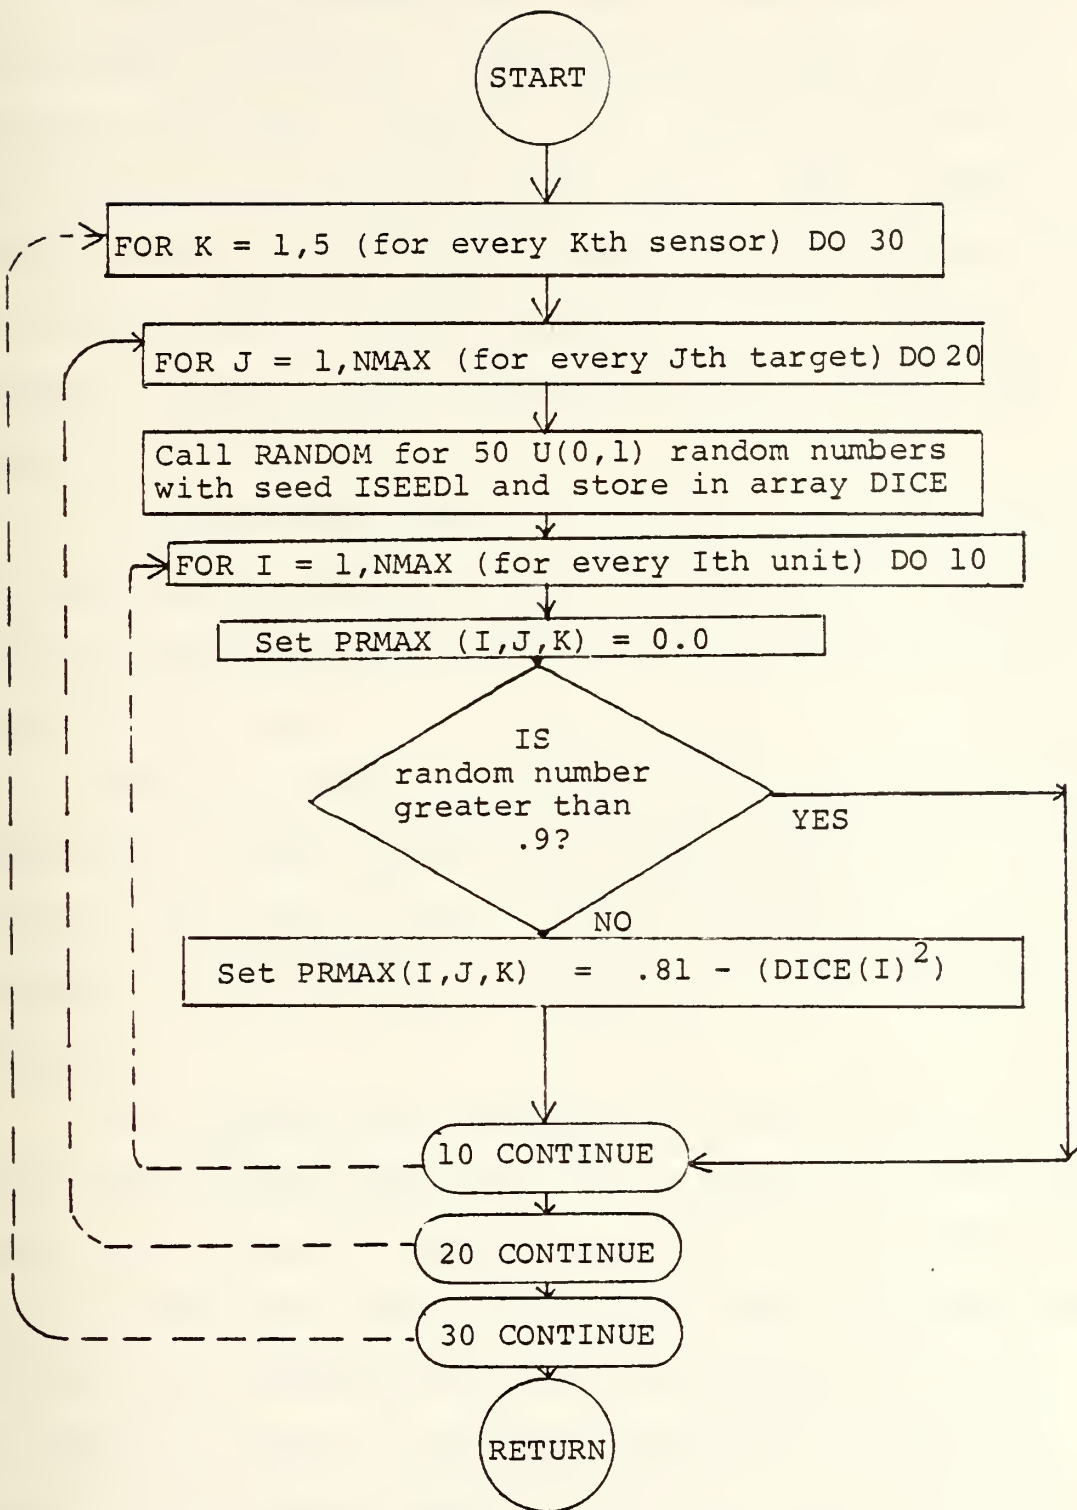 START
FOR K = 1,5 (for every Kth sensor) DO 30
FOR J = 1,NMAX (for every Jth target) DO 20
Call RANDOM for 50 U(0,1) random numbers
with seed ISEED1 and store in array DICE
FOR I = 1,NMAX (for every Ith unit) DO 10
Set PRMAX (I,J,K) = 0.0
IS
random number
greater than
.9?
YES
NO
Set PRMAX(I,J,K) = .81 - (DICE(I)²)
10 CONTINUE
20 CONTINUE
30 CONTINUE
RETURN